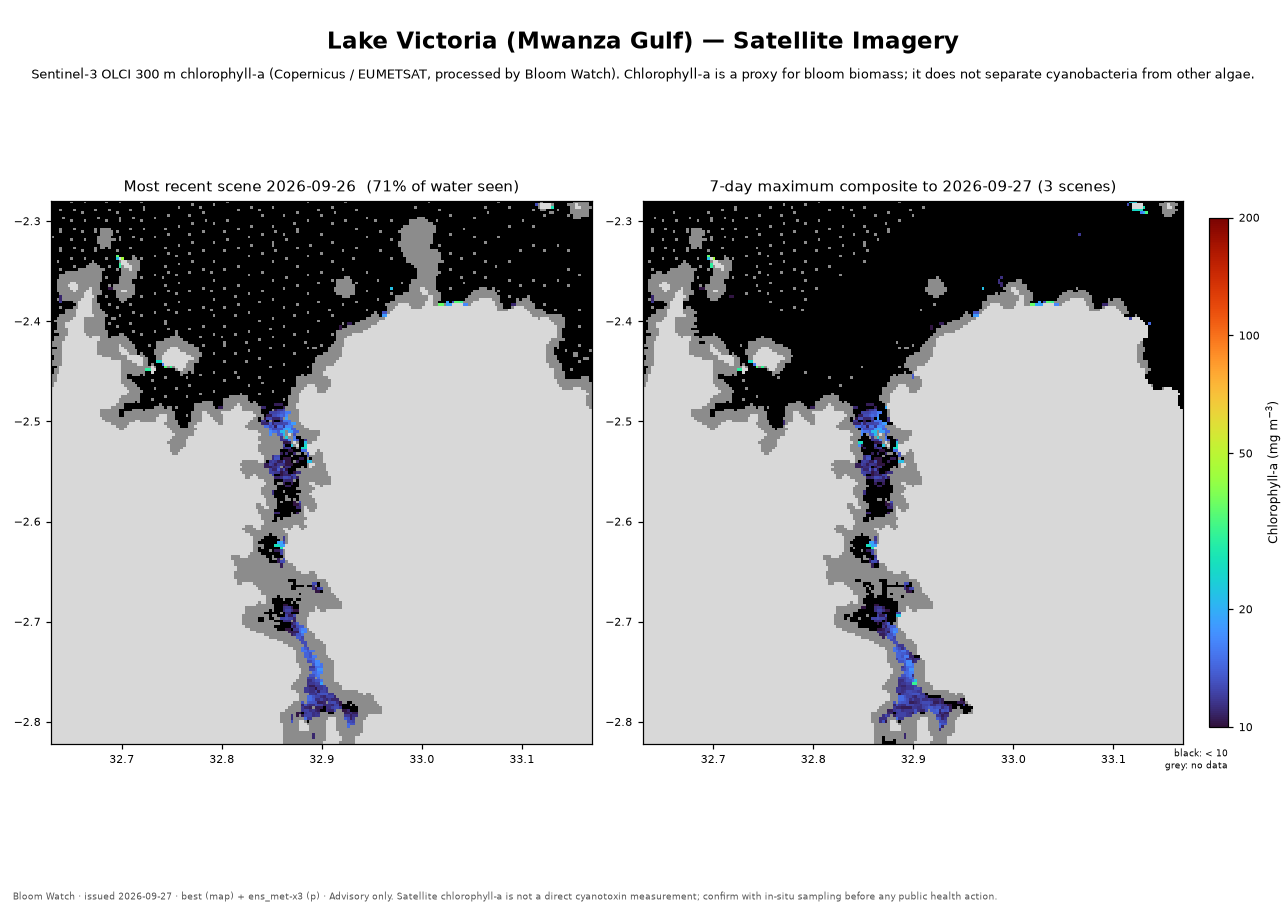 Lake Victoria (Mwanza Gulf) — Satellite Imagery
Sentinel-3 OLCI 300 m chlorophyll-a (Copernicus / EUMETSAT, processed by Bloom Watch). Chlorophyll-a is a proxy for bloom biomass; it does not separate cyanobacteria from other algae.
Most recent scene 2026-09-26 (71% of water seen)
−2.3
−2.4
−2.5
−2.6
−2.7
−2.8
32.7 32.8 32.9 33.0 33.1
7-day maximum composite to 2026-09-27 (3 scenes)
−2.3
−2.4
−2.5
−2.6
−2.7
−2.8
32.7 32.8 32.9 33.0 33.1
200
100
50
20
10
Chlorophyll-a (mg m⁻³)
black: < 10
grey: no data
Bloom Watch · issued 2026-09-27 · best (map) + ens_met-x3 (p) · Advisory only. Satellite chlorophyll-a is not a direct cyanotoxin measurement; confirm with in-situ sampling before any public health action.